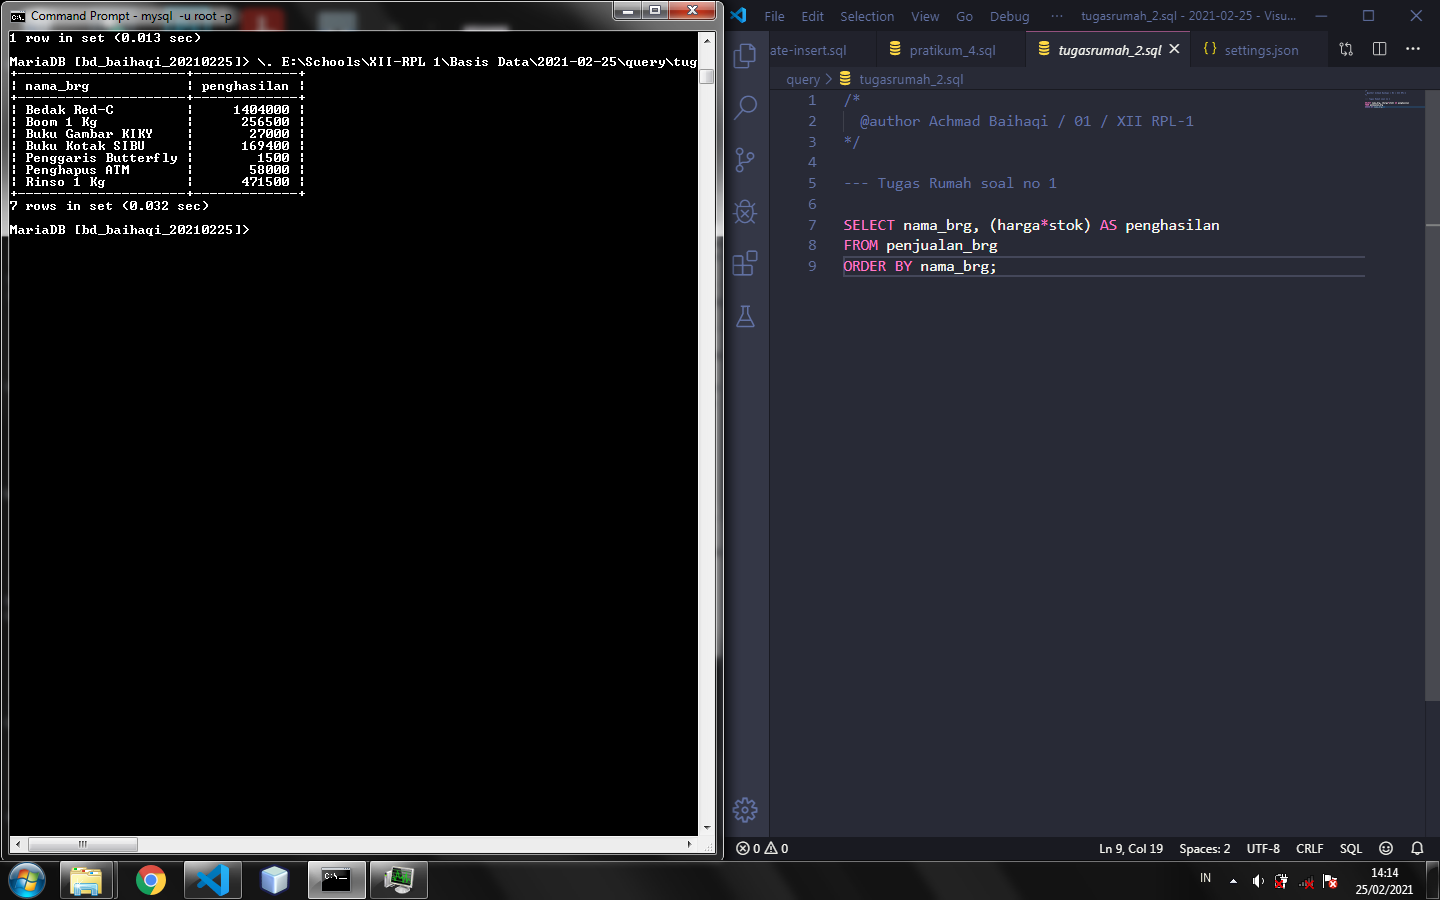 Command Prompt - mysql  -u root -p
1 row in set (0.013 sec)
MariaDB [bd_baihaqi_20210225]> \. E:\Schools\XII-RPL 1\Basis Data\2021-02-25\query\tug
+----------------------+-------------+
| nama_brg             | penghasilan |
+----------------------+-------------+
| Bedak Red-C          |     1404000 |
| Boom 1 Kg            |      256500 |
| Buku Gambar KIKY     |       27000 |
| Buku Kotak SIBU      |      169400 |
| Penggaris Butterfly  |        1500 |
| Penghapus ATM        |       58000 |
| Rinso 1 Kg           |      471500 |
+----------------------+-------------+
7 rows in set (0.032 sec)
MariaDB [bd_baihaqi_20210225]>
File Edit Selection View Go Debug ··· tugasrumah_2.sql - 2021-02-25 - Visu...
ate-insert.sql pratikum_4.sql tugasrumah_2.sql settings.json
query > tugasrumah_2.sql
1 /*
2   @author Achmad Baihaqi / 01 / XII RPL-1
3 */
4
5 --- Tugas Rumah soal no 1
6
7 SELECT nama_brg, (harga*stok) AS penghasilan
8 FROM penjualan_brg
9 ORDER BY nama_brg;
0 0 Ln 9, Col 19 Spaces: 2 UTF-8 CRLF SQL
IN 14:14
25/02/2021